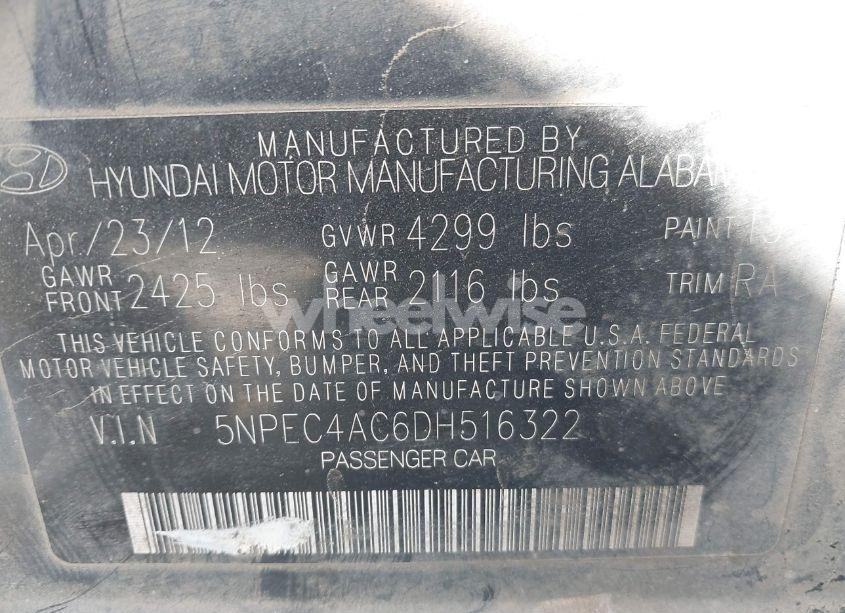 MANUFACTURED BY
HYUNDAI MOTOR MANUFACTURING
Apr/23/12 GVWR 4299 lbs PAINT
GAWR FRONT 2425 lbs GAWR REAR 2116 lbs TRIM RA
wheelwise
THIS VEHICLE CONFORMS TO ALL APPLICABLE U.S.A. FEDERAL
MOTOR VEHICLE SAFETY, BUMPER, AND THEFT PREVENTION STANDARDS
IN EFFECT ON THE DATE OF MANUFACTURE SHOWN ABOVE
V.I.N 5NPEC4AC6DH516322
PASSENGER CAR